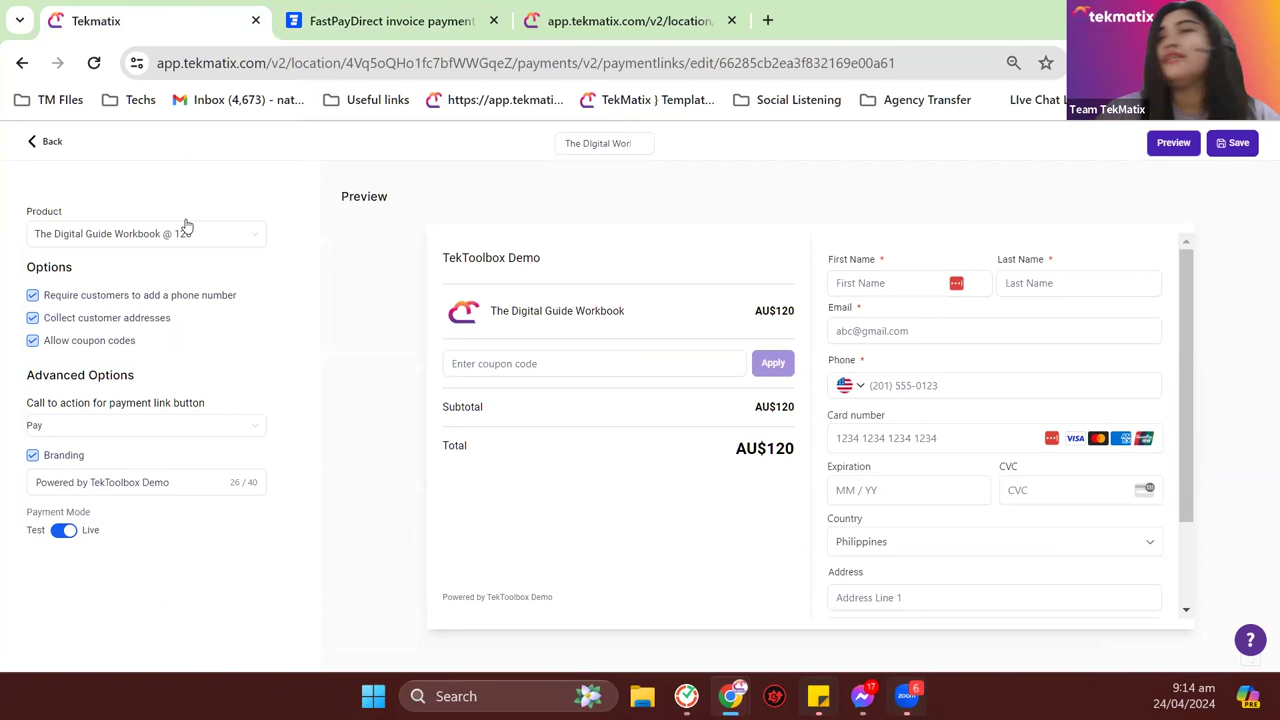 Tekmatix
FastPayDirect invoice payment
app.tekmatix.com/v2/location
app.tekmatix.com/v2/location/4Vq5oQHo1fc7bfWWGqeZ/payments/v2/paymentlinks/edit/66285cb2ea3f832169e00a61
tekmatix
Team TekMatix
TM FIles
Techs
Inbox (4,673) - nat...
Useful links
https://app.tekmati...
TekMatix } Templat...
Social Listening
Agency Transfer
LIve Chat
Back
The DIgital Wor
Preview
Save
Product
The Digital Guide Workbook @ 120
Options
Require customers to add a phone number
Collect customer addresses
Allow coupon codes
Advanced Options
Call to action for payment link button
Pay
Branding
Powered by TekToolbox Demo 26 / 40
Payment Mode
Test Live
Preview
TekToolbox Demo
The Digital Guide Workbook AU$120
Enter coupon code Apply
Subtotal AU$120
Total AU$120
Powered by TekToolbox Demo
First Name * Last Name *
First Name Last Name
Email *
abc@gmail.com
Phone *
(201) 555-0123
Card number
1234 1234 1234 1234 VISA
Expiration CVC
MM / YY CVC
Country
Philippines
Address
Address Line 1
?
Search
17
6
zoom
9:14 am
24/04/2024
PRE